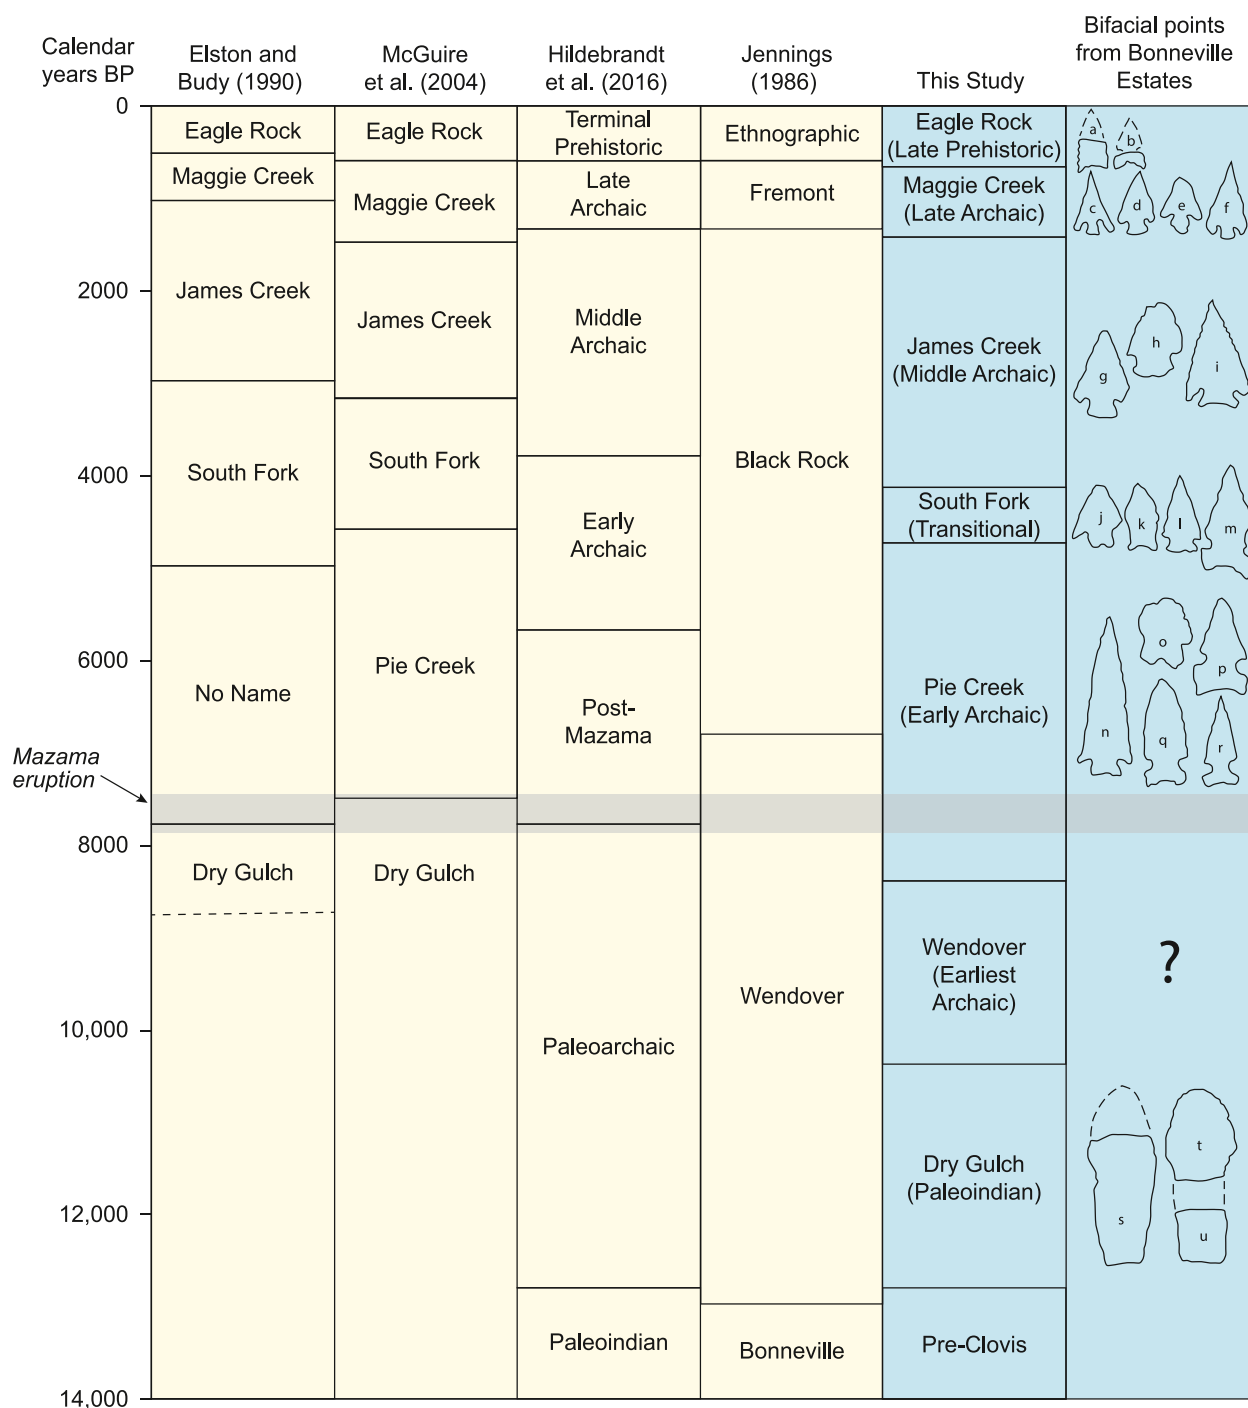 Calendar
years BP
Elston and
Budy (1990)
McGuire
et al. (2004)
Hildebrandt
et al. (2016)
Jennings
(1986)
This Study
Bifacial points
from Bonneville
Estates
0
2000
4000
6000
8000
10,000
12,000
14,000
Mazama
eruption
Eagle Rock
Maggie Creek
James Creek
South Fork
No Name
Dry Gulch
Eagle Rock
Maggie Creek
James Creek
South Fork
Pie Creek
Dry Gulch
Terminal
Prehistoric
Late
Archaic
Middle
Archaic
Early
Archaic
Post-
Mazama
Paleoarchaic
Paleoindian
Ethnographic
Fremont
Black Rock
Wendover
Bonneville
Eagle Rock
(Late Prehistoric)
Maggie Creek
(Late Archaic)
James Creek
(Middle Archaic)
South Fork
(Transitional)
Pie Creek
(Early Archaic)
Wendover
(Earliest
Archaic)
Dry Gulch
(Paleoindian)
Pre-Clovis
a
b
c
d
e
f
g
h
i
j
k
l
m
n
o
p
q
r
?
s
t
u